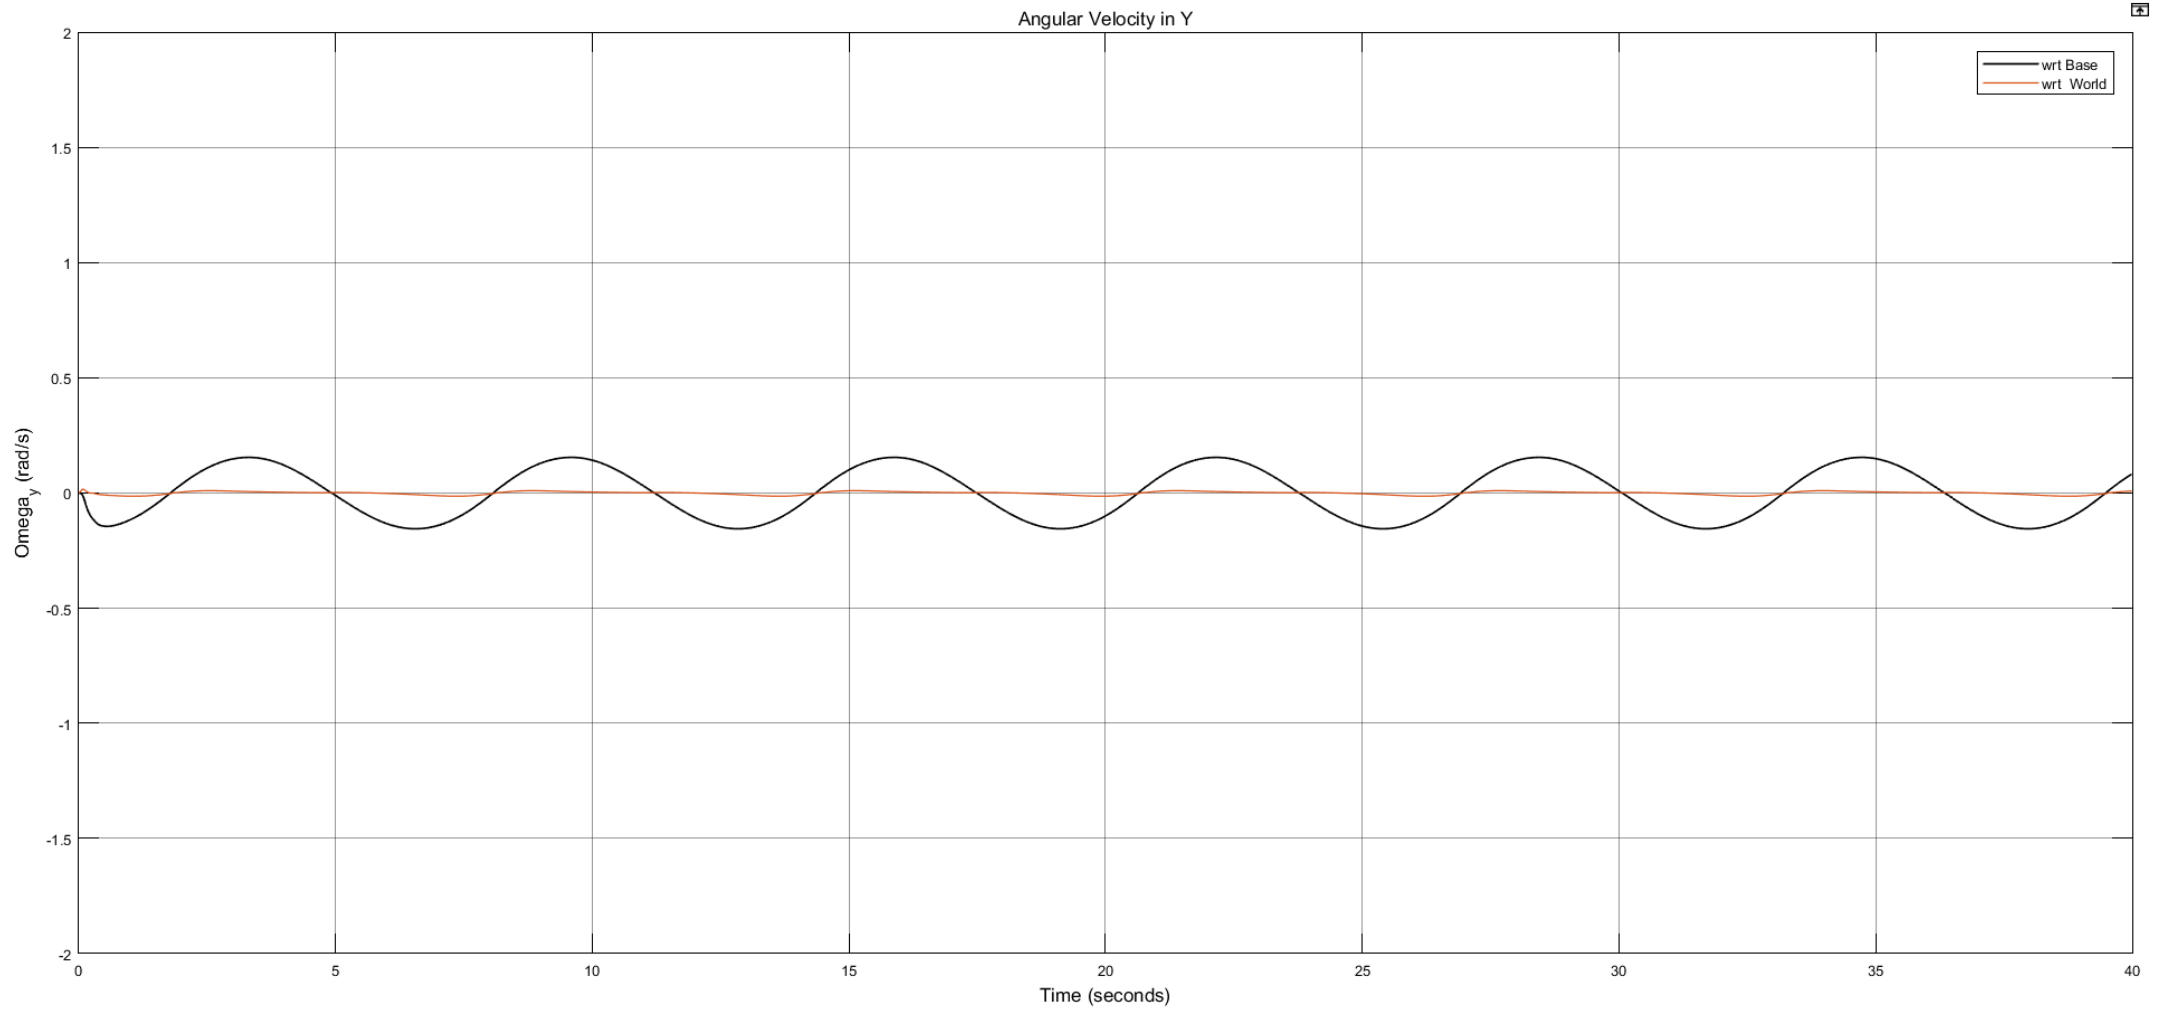 Angular Velocity in Y
2
1.5
1
0.5
0
-0.5
-1
-1.5
-2
Omega_y (rad/s)
wrt Base
wrt  World
0 5 10 15 20 25 30 35 40
Time (seconds)